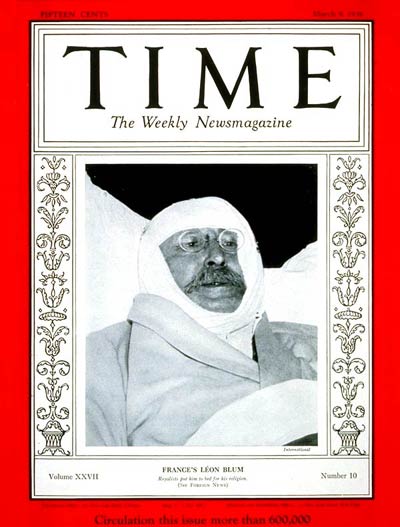 FIFTEEN CENTS March 9, 1936
TIME
The Weekly Newsmagazine
International
FRANCE'S LÉON BLUM
Royalists put him to bed for his religion.
(See FOREIGN NEWS)
Volume XXVII Number 10
Circulation this issue more than 600,000